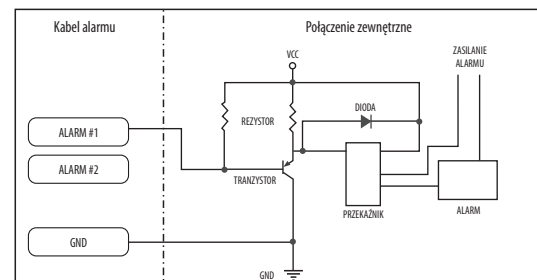 Kabel alarmu
Połączenie zewnętrzne
VCC
ZASILANIE
ALARMU
DIODA
REZYSTOR
ALARM #1
ALARM #2
TRANZYSTOR
PRZEKAŹNIK
ALARM
GND
GND